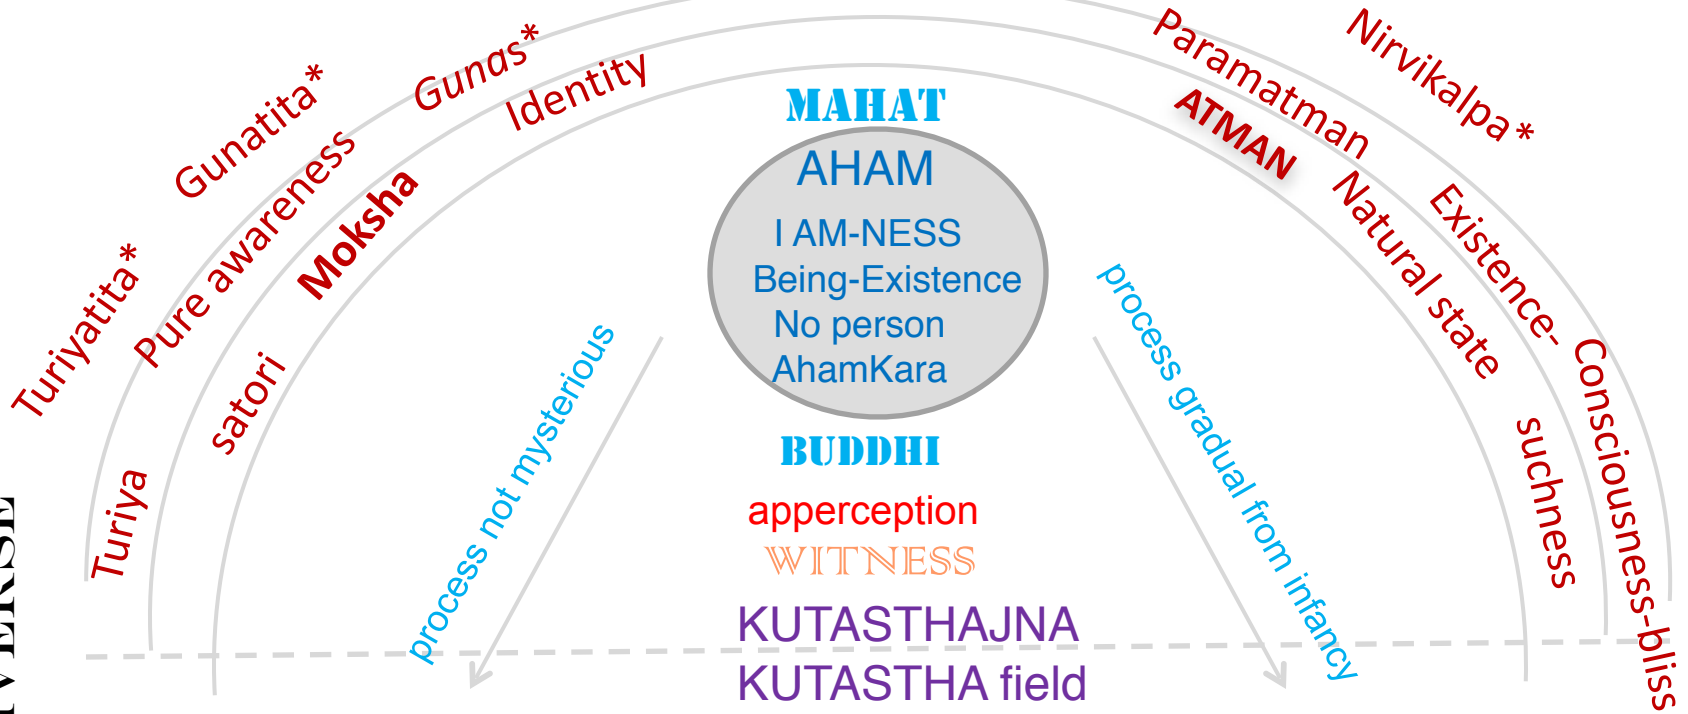 Turiyatita*
Gunatita*
Gunas*
Turiya
Pure awareness
Identity
satori
Moksha
process not mysterious
MAHAT
AHAM
I AM-NESS
Being-Existence
No person
AhamKara
BUDDHI
apperception
WITNESS
KUTASTHAJNA
KUTASTHA field
process gradual from infancy
Paramatman
ATMAN
Nirvikalpa*
Natural state
Existence-
Consciousness-bliss
suchness